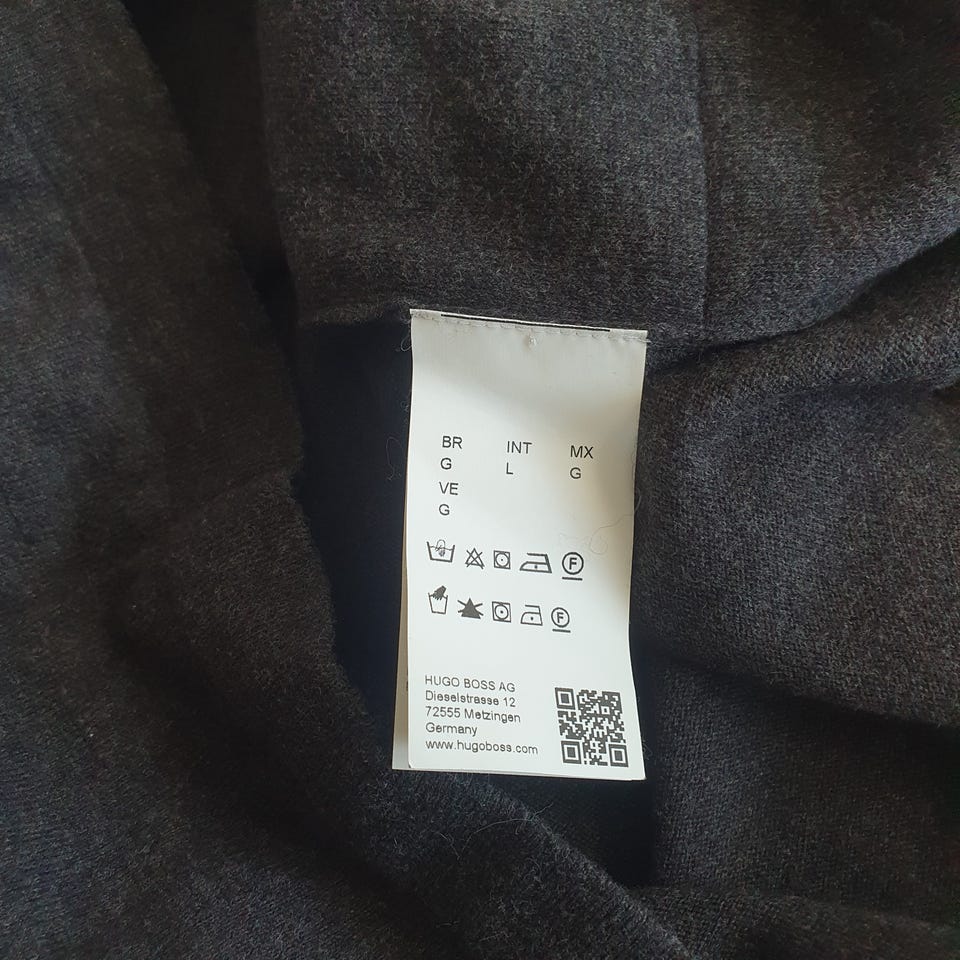 BR INT MX
G L G
VE
G
F
F
HUGO BOSS AG
Dieselstrasse 12
72555 Metzingen
Germany
www.hugoboss.com